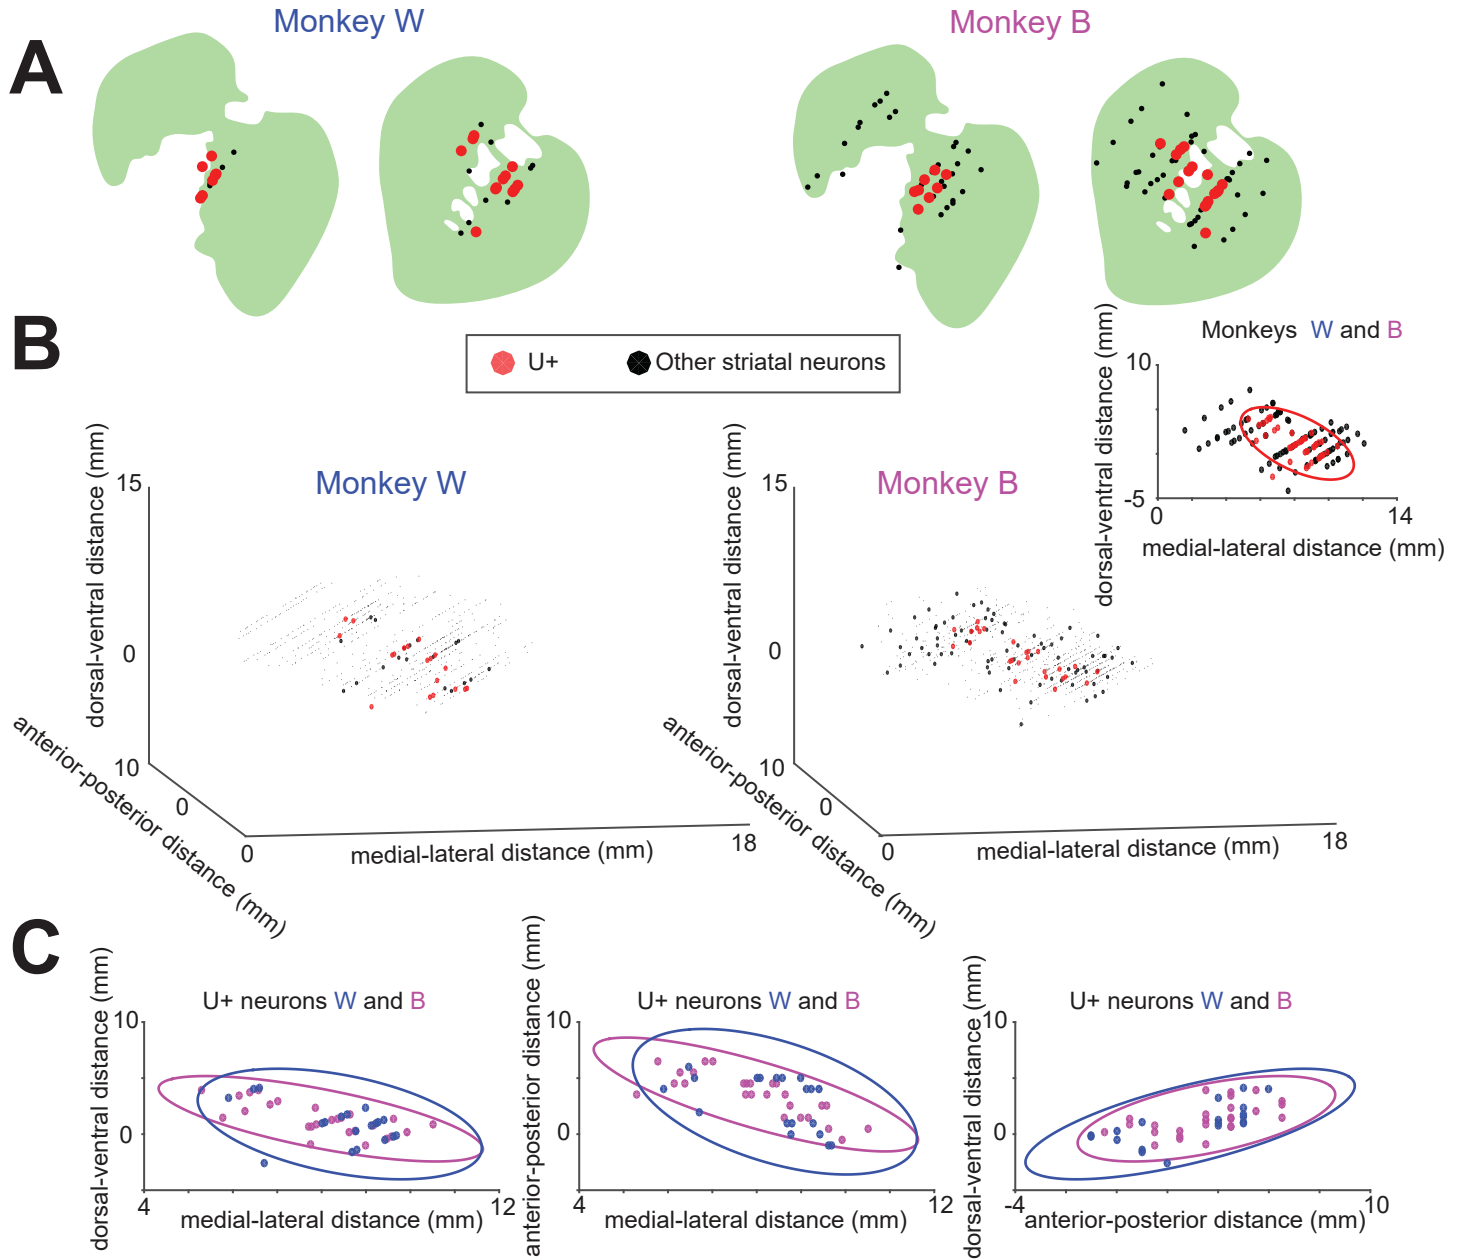 A
Monkey W
Monkey B
B
U+
Other striatal neurons
Monkeys W and B
dorsal-ventral distance (mm)
10
-5
0
14
medial-lateral distance (mm)
Monkey W
dorsal-ventral distance (mm)
15
0
10
0
anterior-posterior distance (mm)
0
medial-lateral distance (mm)
18
Monkey B
dorsal-ventral distance (mm)
15
0
10
0
anterior-posterior distance (mm)
0
medial-lateral distance (mm)
18
C
U+ neurons W and B
dorsal-ventral distance (mm)
10
0
4
medial-lateral distance (mm)
12
U+ neurons W and B
anterior-posterior distance (mm)
10
0
4
medial-lateral distance (mm)
12
U+ neurons W and B
dorsal-ventral distance (mm)
10
0
-4
anterior-posterior distance (mm)
10